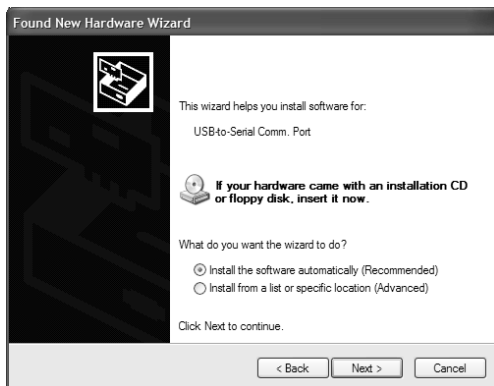 Found New Hardware Wizard
This wizard helps you install software for:
USB-to-Serial Comm. Port
If your hardware came with an installation CD
or floppy disk, insert it now.
What do you want the wizard to do?
Install the software automatically (Recommended)
Install from a list or specific location (Advanced)
Click Next to continue.
< Back Next > Cancel